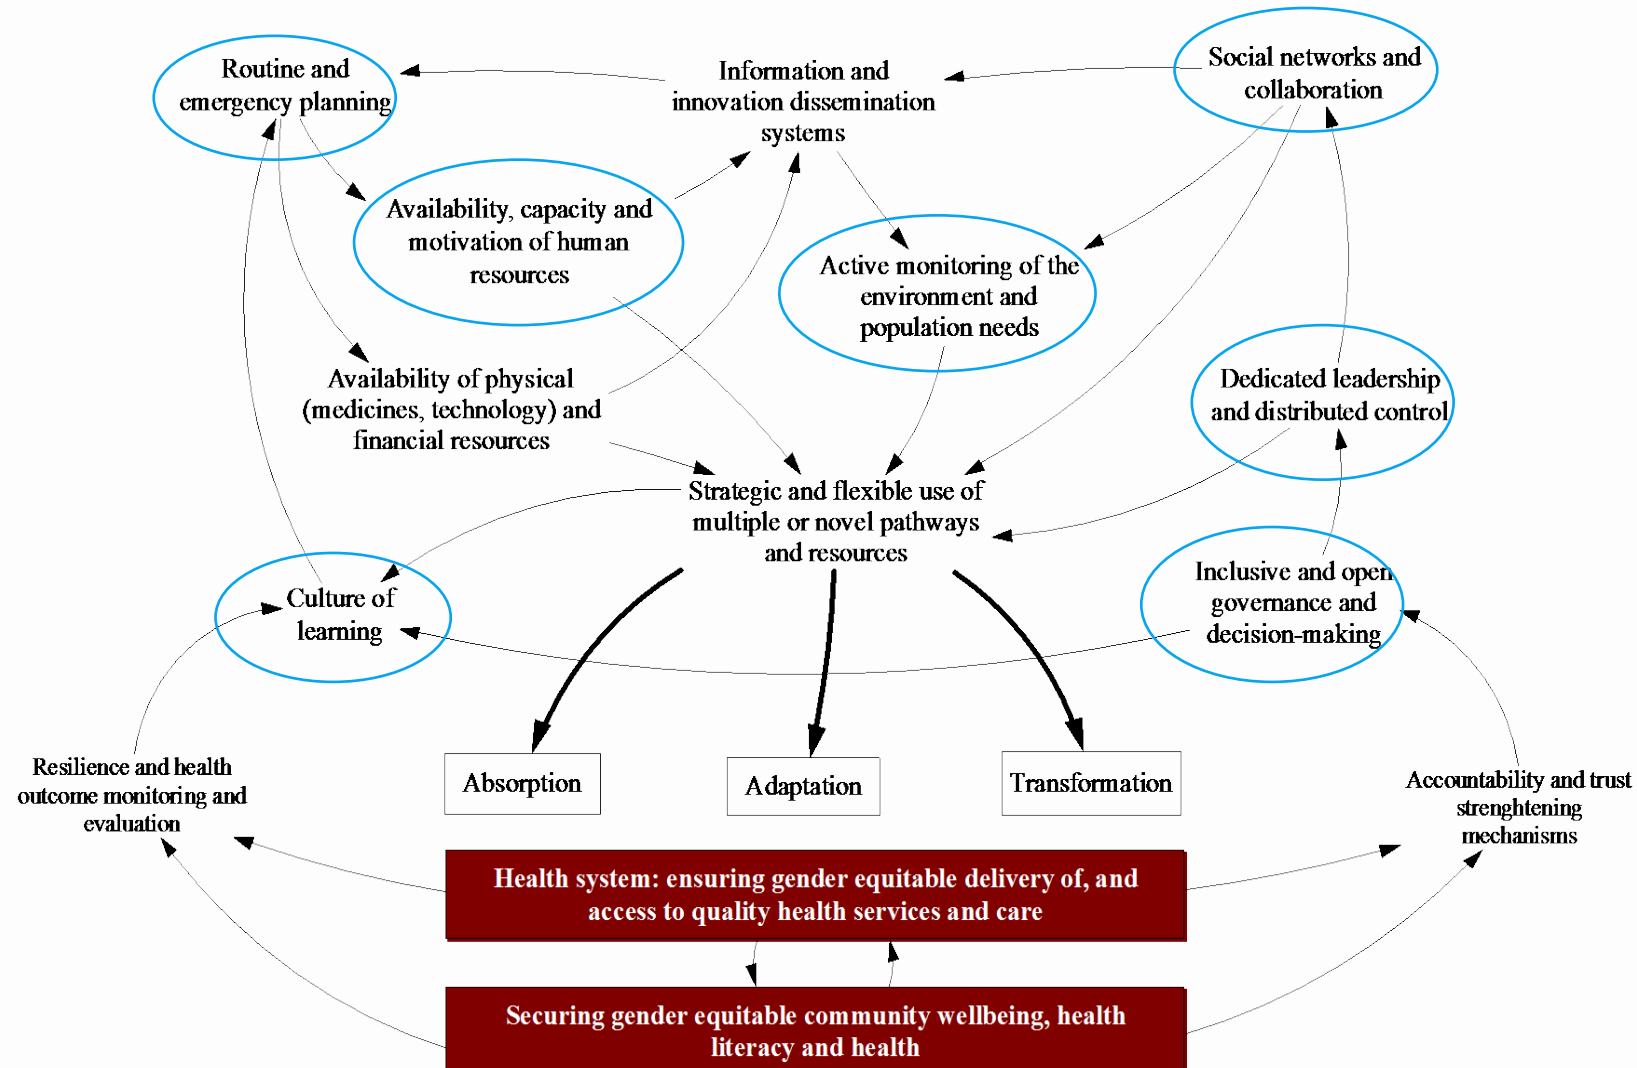 Routine and
emergency planning
Information and
innovation dissemination
systems
Social networks and
collaboration
Availability, capacity and
motivation of human
resources
Active monitoring of the
environment and
population needs
Availability of physical
(medicines, technology) and
financial resources
Dedicated leadership
and distributed control
Strategic and flexible use of
multiple or novel pathways
and resources
Culture of
learning
Inclusive and open
governance and
decision-making
Resilience and health
outcome monitoring and
evaluation
Absorption
Adaptation
Transformation
Accountability and trust
strenghtening
mechanisms
Health system: ensuring gender equitable delivery of, and
access to quality health services and care
Securing gender equitable community wellbeing, health
literacy and health